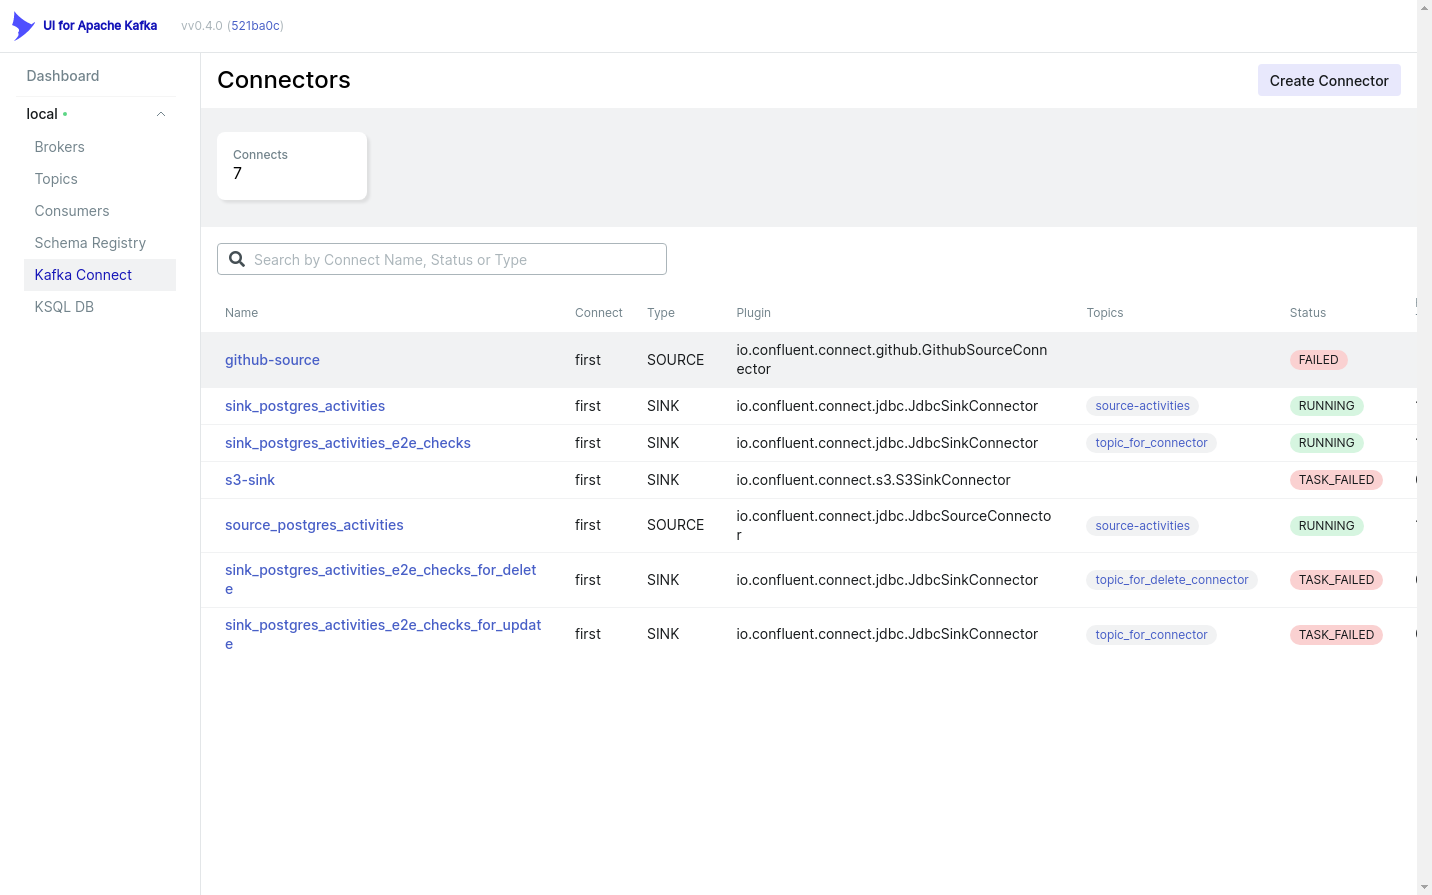 UI for Apache Kafka vv0.4.0 (521ba0c)
Dashboard
local
Brokers
Topics
Consumers
Schema Registry
Kafka Connect
KSQL DB
Connectors
Create Connector
Connects
7
Search by Connect Name, Status or Type
Name Connect Type Plugin Topics Status
github-source first SOURCE io.confluent.connect.github.GithubSourceConn
ector FAILED
sink_postgres_activities first SINK io.confluent.connect.jdbc.JdbcSinkConnector source-activities RUNNING
sink_postgres_activities_e2e_checks first SINK io.confluent.connect.jdbc.JdbcSinkConnector topic_for_connector RUNNING
s3-sink first SINK io.confluent.connect.s3.S3SinkConnector TASK_FAILED
source_postgres_activities first SOURCE io.confluent.connect.jdbc.JdbcSourceConnecto
r source-activities RUNNING
sink_postgres_activities_e2e_checks_for_delet
e first SINK io.confluent.connect.jdbc.JdbcSinkConnector topic_for_delete_connector TASK_FAILED
sink_postgres_activities_e2e_checks_for_updat
e first SINK io.confluent.connect.jdbc.JdbcSinkConnector topic_for_connector TASK_FAILED